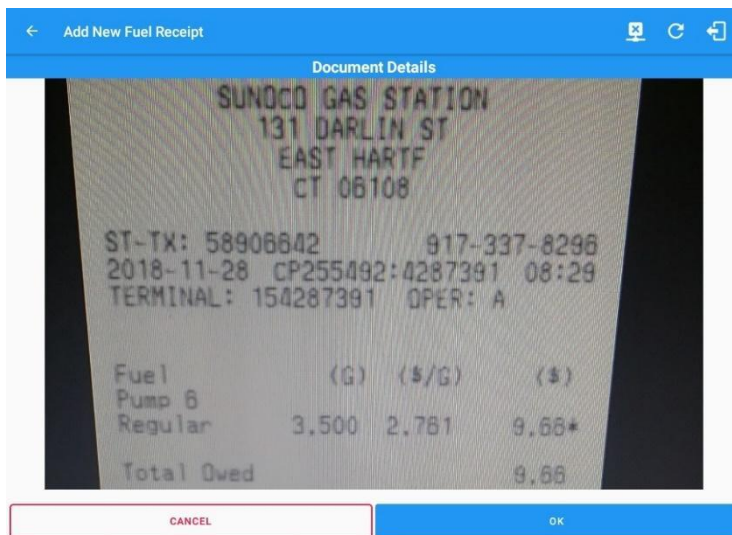 Add New Fuel Receipt
Document Details
SUNOCO GAS STATION
131 DARLIN ST
EAST HARTF
CT 06108
ST-TX: 58906642 917-337-8296
2018-11-28 CP255492:4287391 08:29
TERMINAL: 154287391 OPER: A
Fuel (G) ($/G) ($)
Pump 6
Regular 3.500 2.761 9.66*
Total Owed 9.66
CANCEL OK